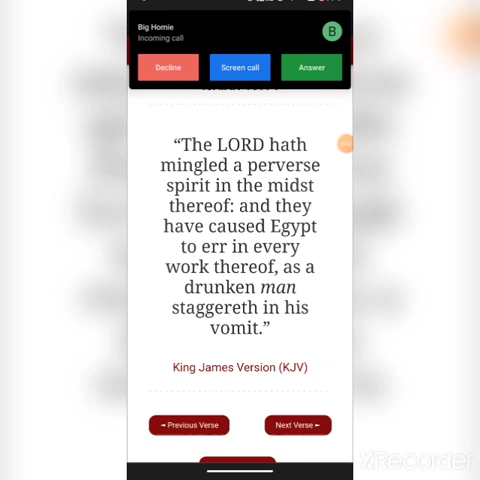 Big Homie
Incoming call
B
Decline
Screen call
Answer
“The LORD hath
mingled a perverse
spirit in the midst
thereof: and they
have caused Egypt
to err in every
work thereof, as a
drunken man
staggereth in his
vomit.”
King James Version (KJV)
◄ Previous Verse
Next Verse ►
XRecorder